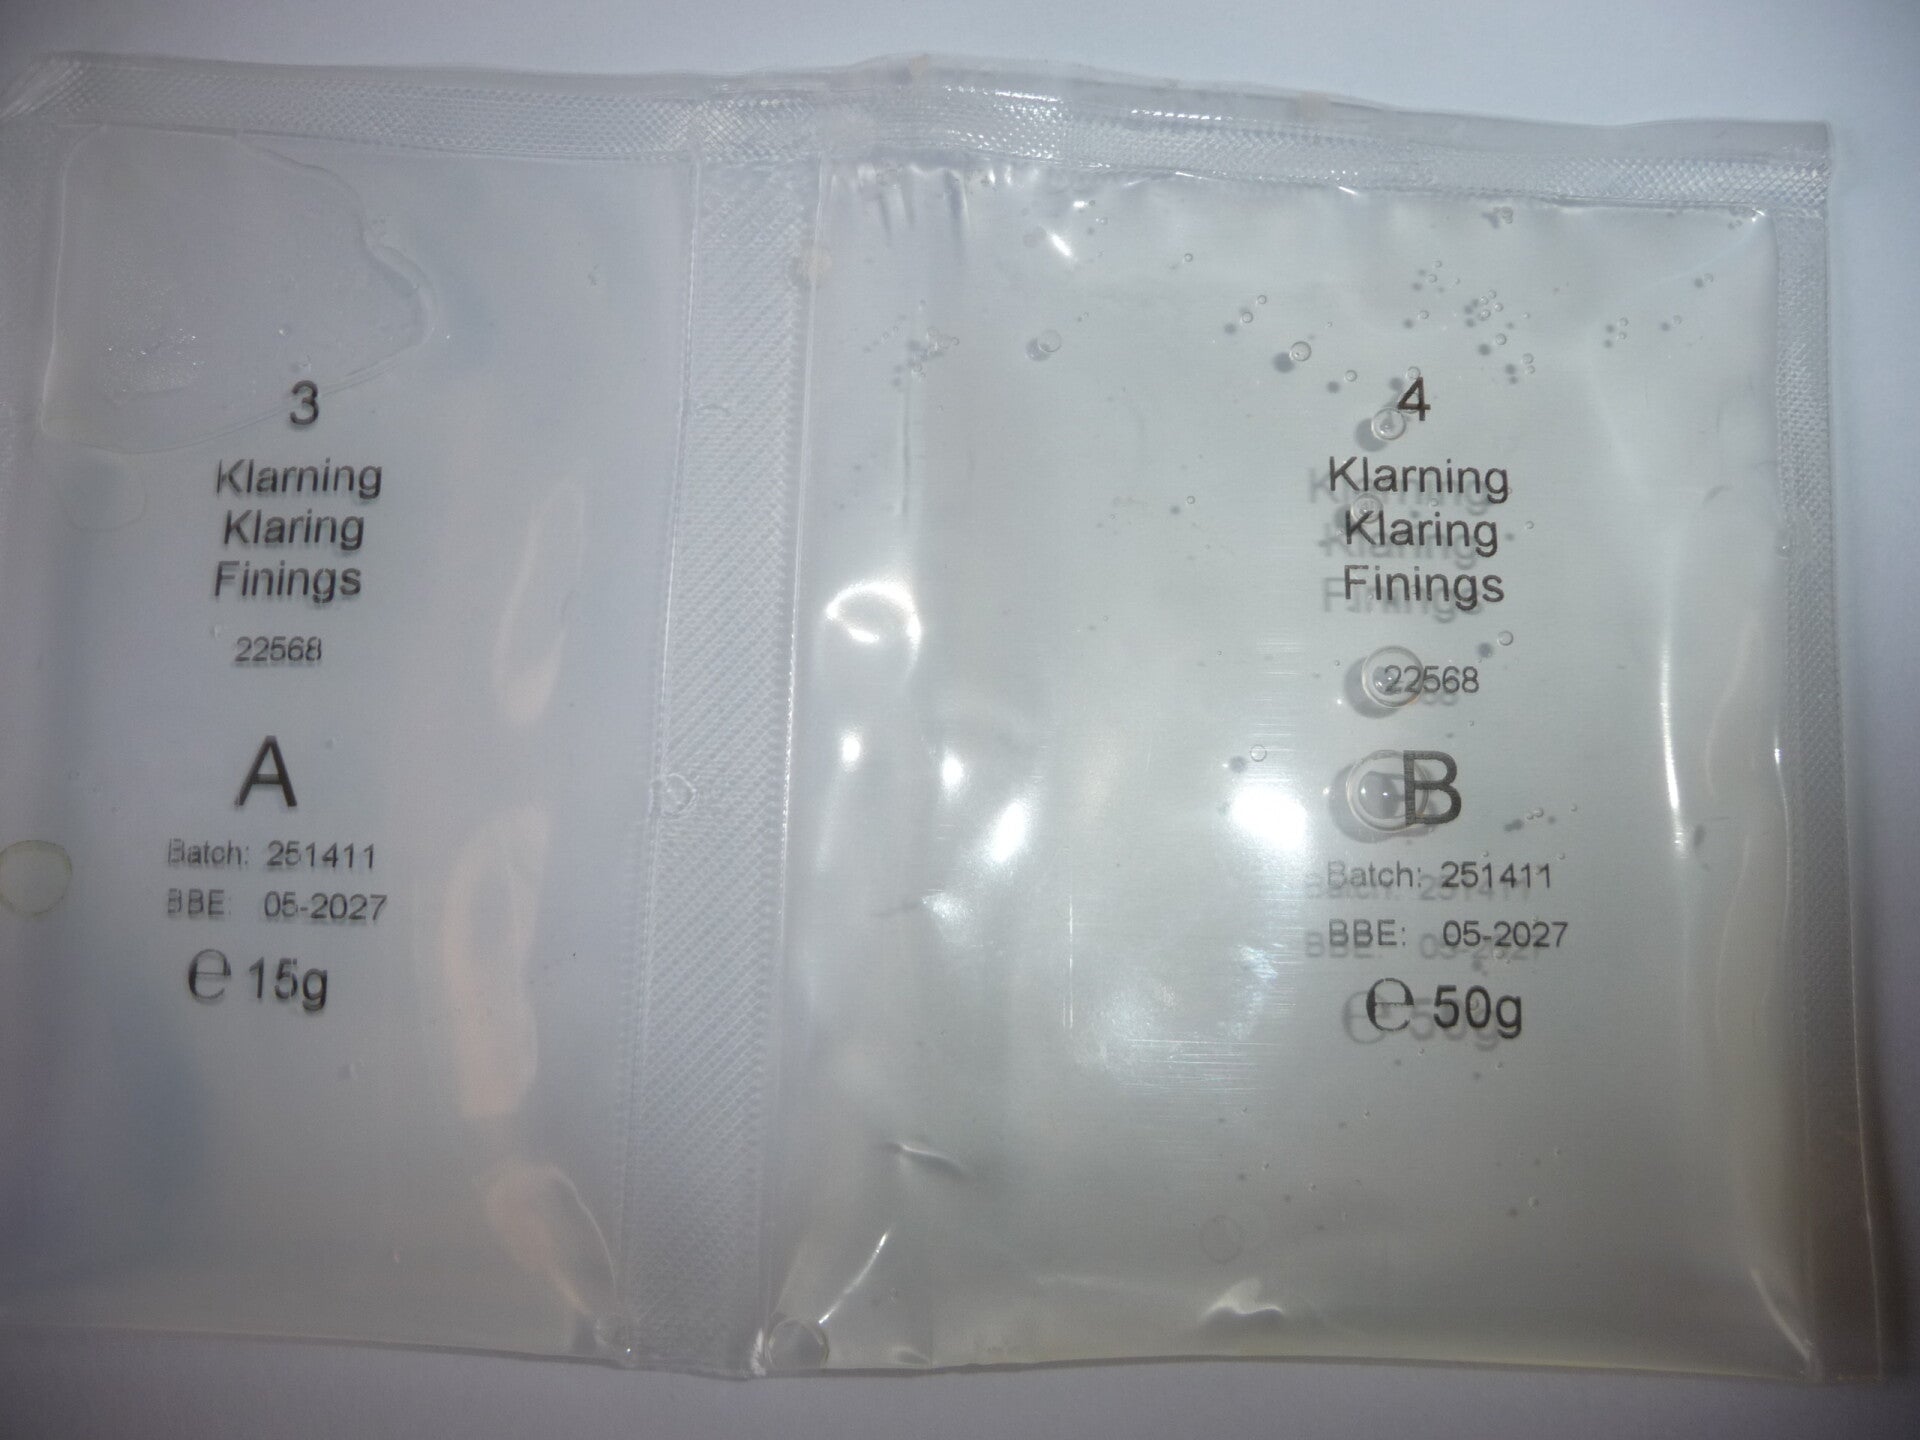 3
Klarning
Klaring
Finings
22568
A
Batch: 251411
BBE: 05-2027
℮ 15g
4
Klarning
Klaring
Finings
22568
B
Batch: 251411
BBE: 05-2027
℮ 50g